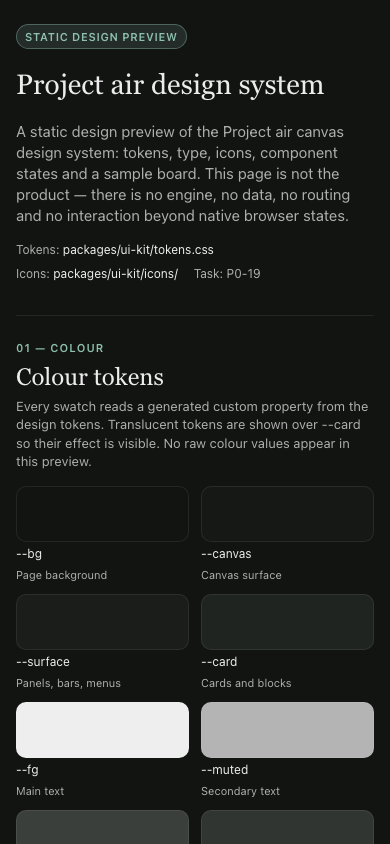 STATIC DESIGN PREVIEW
Project air design system
A static design preview of the Project air canvas
design system: tokens, type, icons, component
states and a sample board. This page is not the
product — there is no engine, no data, no routing
and no interaction beyond native browser states.
Tokens: packages/ui-kit/tokens.css
Icons: packages/ui-kit/icons/ Task: P0-19
01 — COLOUR
Colour tokens
Every swatch reads a generated custom property from the
design tokens. Translucent tokens are shown over --card
so their effect is visible. No raw colour values appear in
this preview.
--bg --canvas
Page background Canvas surface
--surface --card
Panels, bars, menus Cards and blocks
--fg --muted
Main text Secondary text